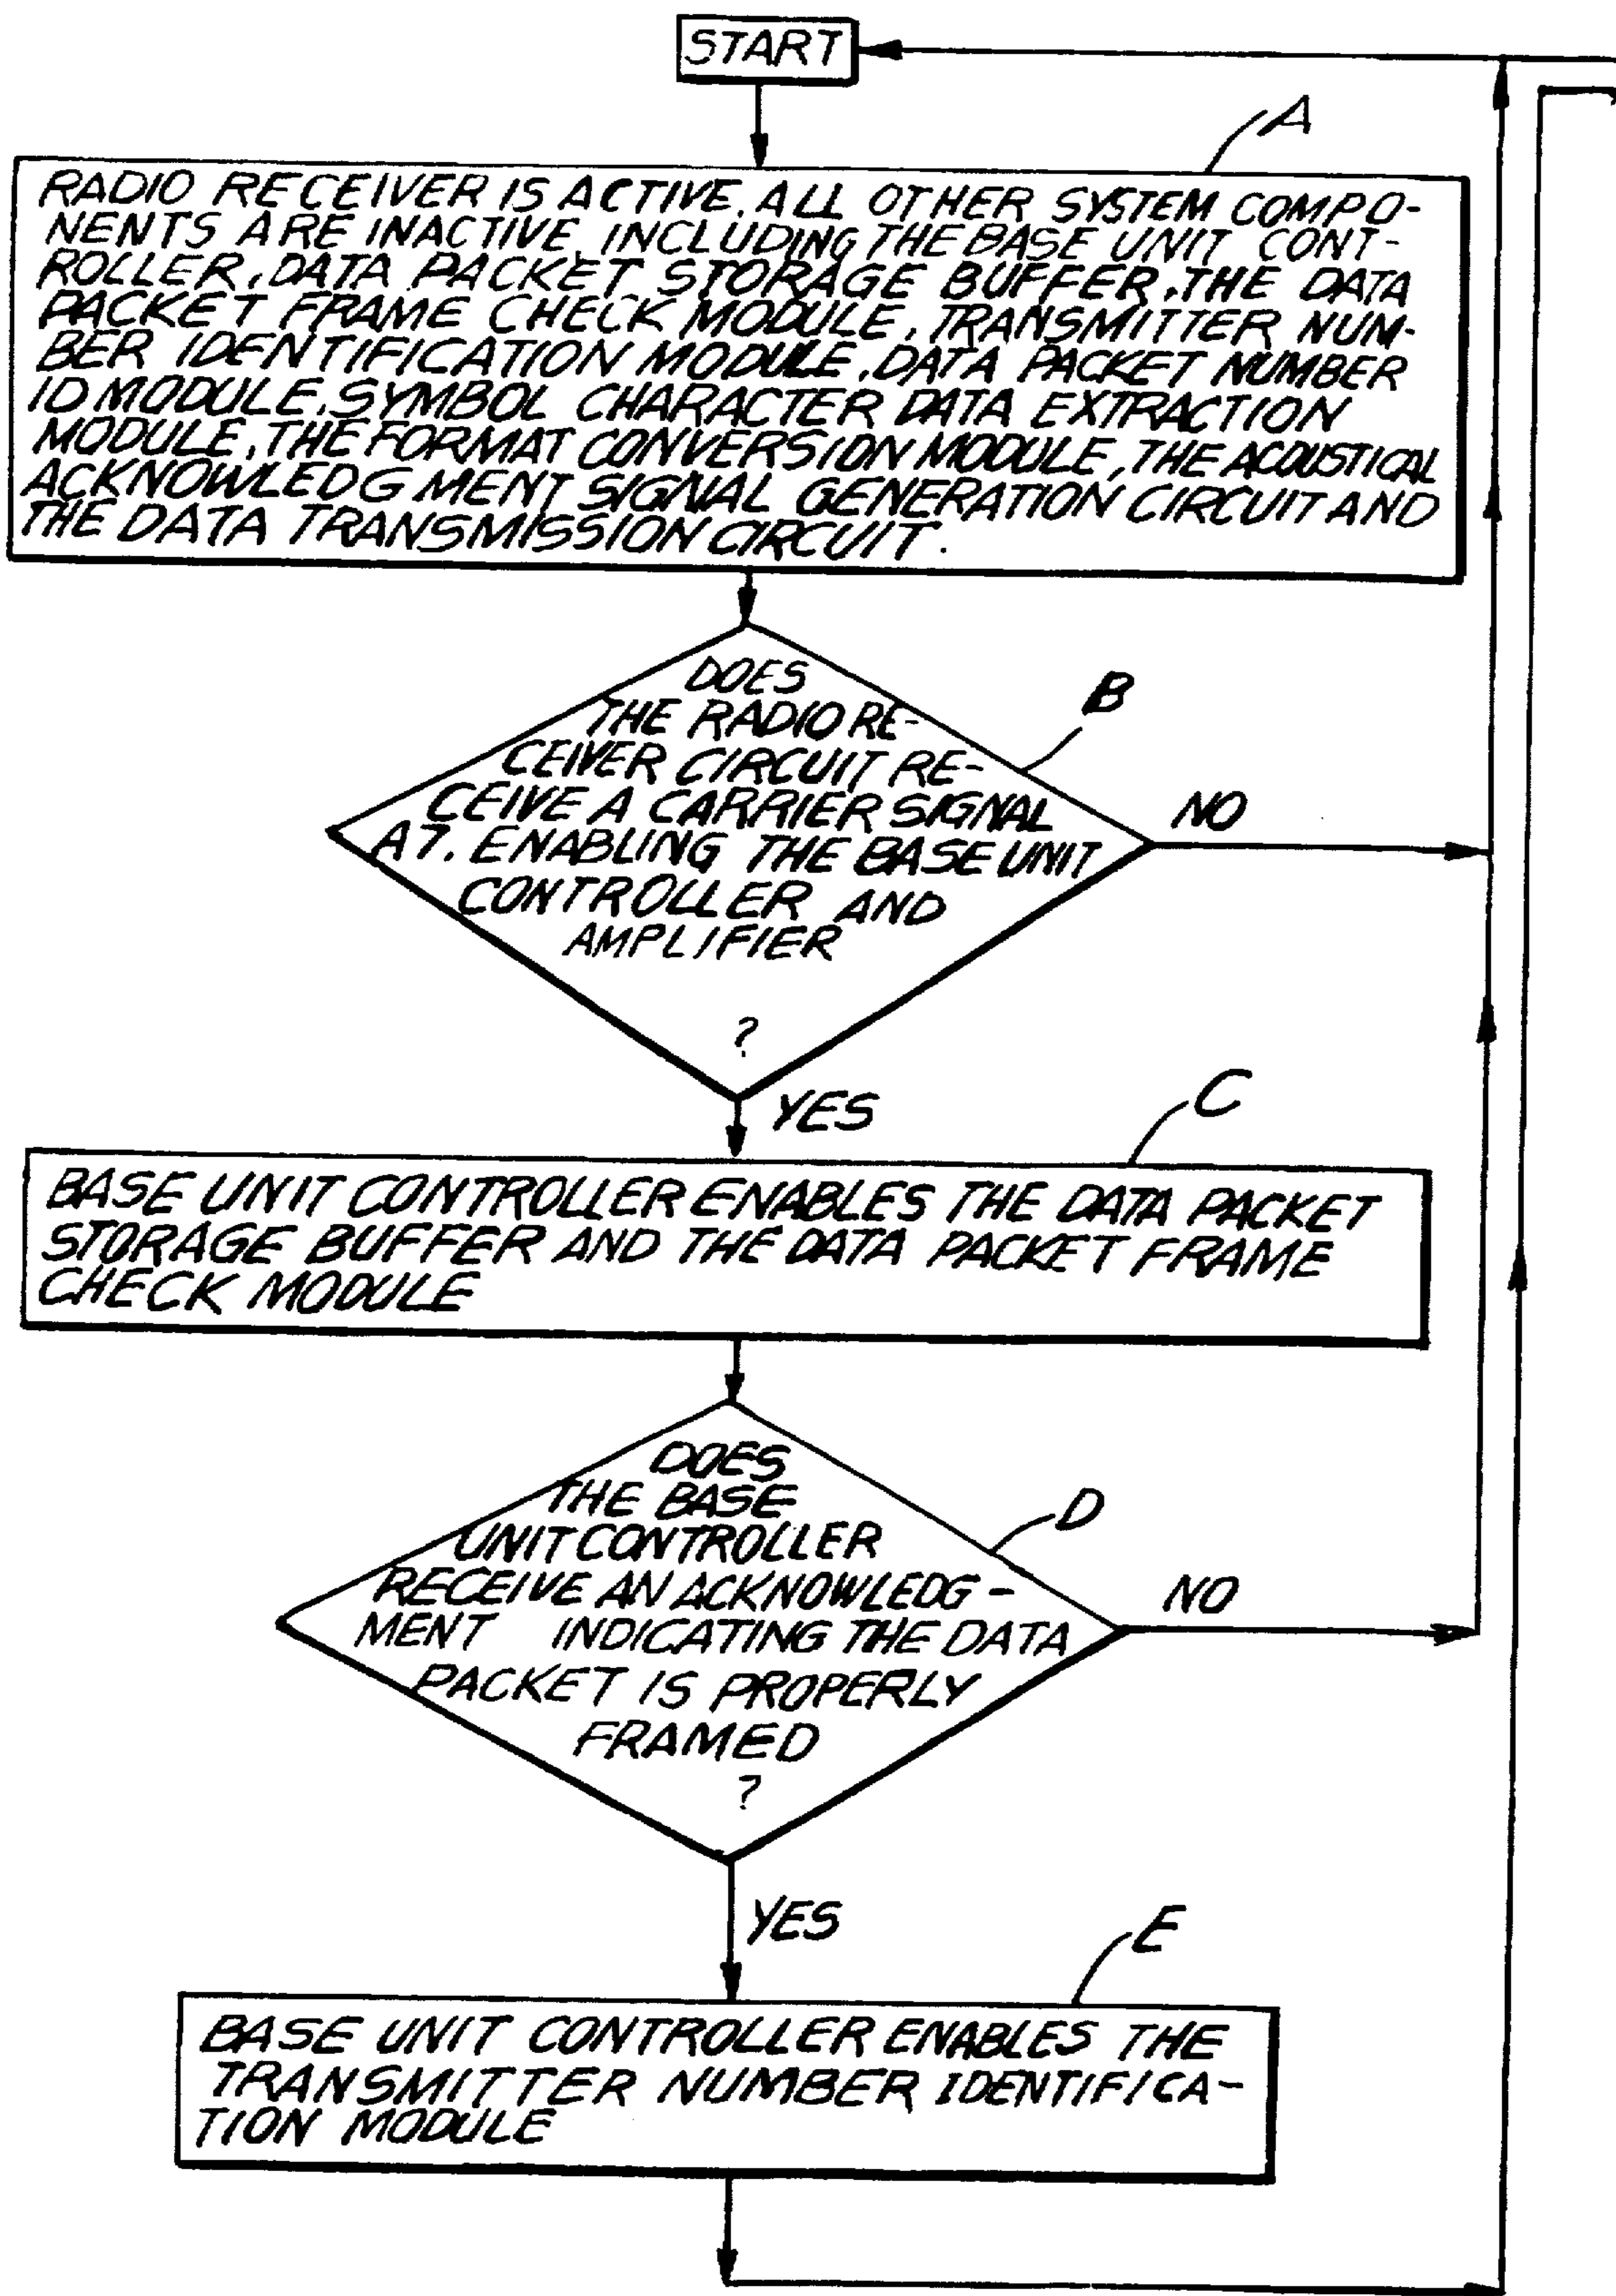 START
A
RADIO RECEIVER IS ACTIVE. ALL OTHER SYSTEM COMPO-
NENTS ARE INACTIVE, INCLUDING THE BASE UNIT CONT-
ROLLER, DATA PACKET STORAGE BUFFER, THE DATA
PACKET FRAME CHECK MODULE, TRANSMITTER NUM-
BER IDENTIFICATION MODULE, DATA PACKET NUMBER
ID MODULE, SYMBOL CHARACTER DATA EXTRACTION
MODULE, THE FORMAT CONVERSION MODULE, THE ACOUSTICAL
ACKNOWLEDGMENT SIGNAL GENERATION CIRCUIT AND
THE DATA TRANSMISSION CIRCUIT.
B
DOES
THE RADIO RE-
CEIVER CIRCUIT RE-
CEIVE A CARRIER SIGNAL
A7. ENABLING THE BASE UNIT
CONTROLLER AND
AMPLIFIER
?
NO
YES
C
BASE UNIT CONTROLLER ENABLES THE DATA PACKET
STORAGE BUFFER AND THE DATA PACKET FRAME
CHECK MODULE
D
DOES
THE BASE
UNIT CONTROLLER
RECEIVE AN ACKNOWLEDG-
MENT INDICATING THE DATA
PACKET IS PROPERLY
FRAMED
?
NO
YES
E
BASE UNIT CONTROLLER ENABLES THE
TRANSMITTER NUMBER IDENTIFICA-
TION MODULE